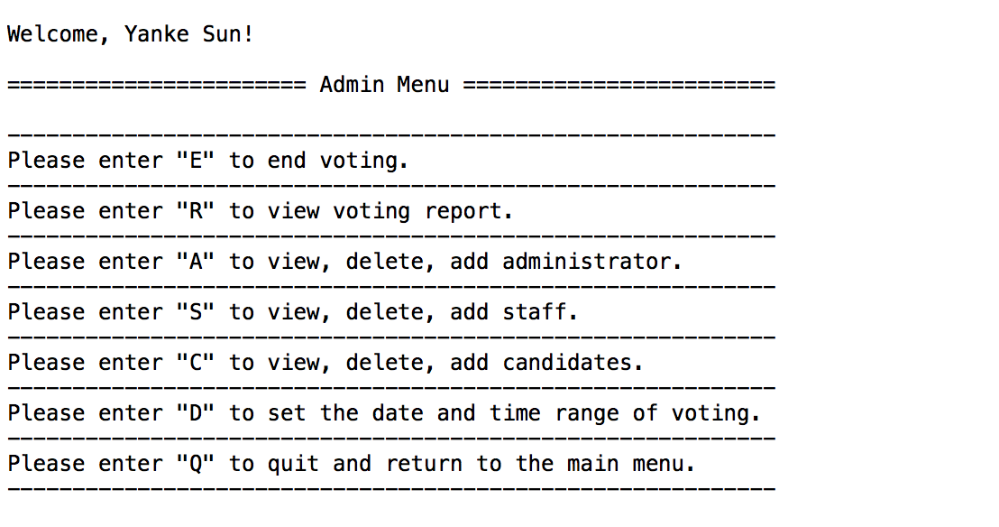 Welcome, Yanke Sun!
======================= Admin Menu ========================
-----------------------------------------------------------
Please enter "E" to end voting.
-----------------------------------------------------------
Please enter "R" to view voting report.
-----------------------------------------------------------
Please enter "A" to view, delete, add administrator.
-----------------------------------------------------------
Please enter "S" to view, delete, add staff.
-----------------------------------------------------------
Please enter "C" to view, delete, add candidates.
-----------------------------------------------------------
Please enter "D" to set the date and time range of voting.
-----------------------------------------------------------
Please enter "Q" to quit and return to the main menu.
-----------------------------------------------------------